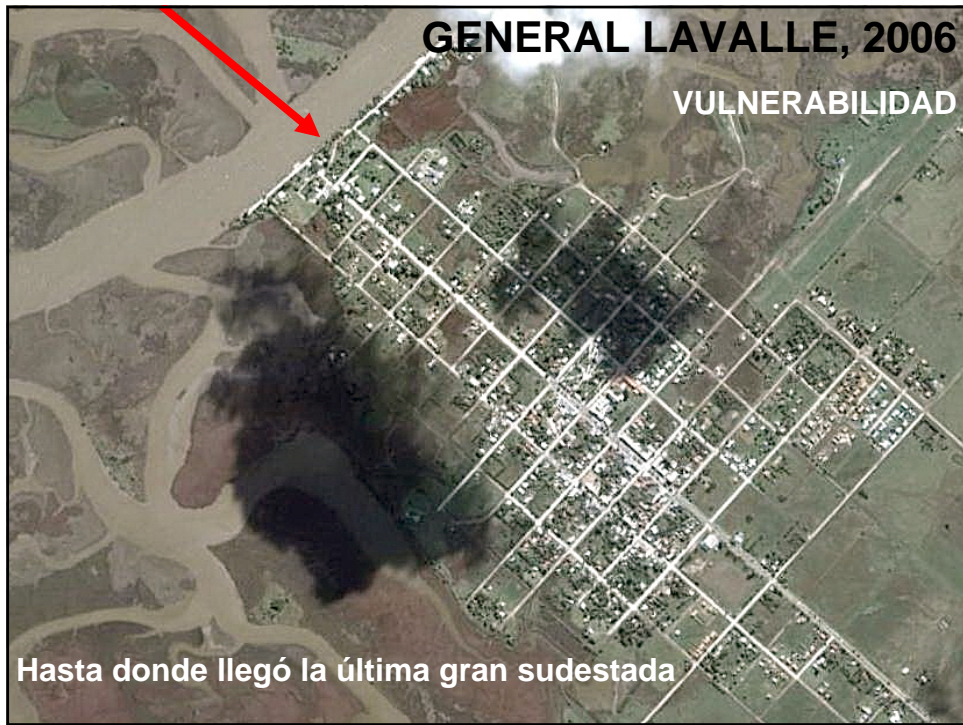 GENERAL LAVALLE, 2006
VULNERABILIDAD
Hasta donde llegó la última gran sudestada